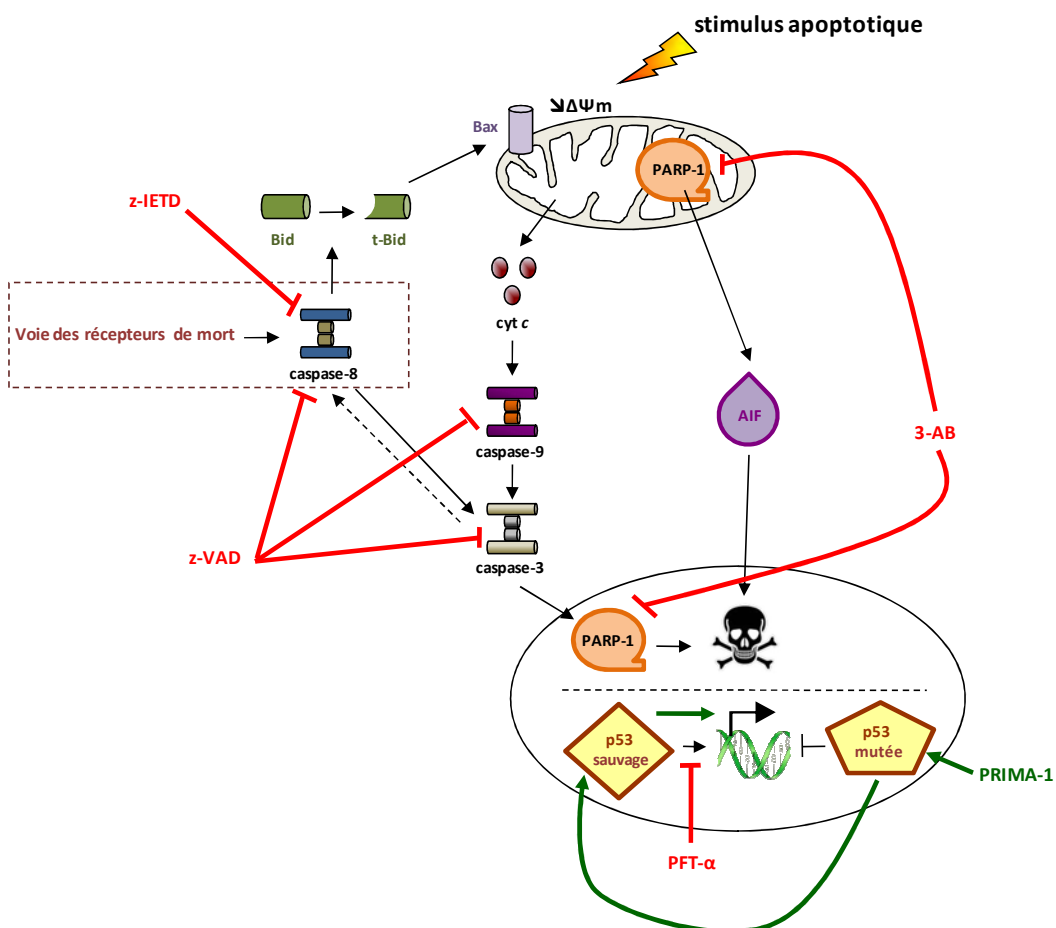 stimulus apoptotique
↘ΔΨm
Bax
PARP-1
z-IETD
Bid
t-Bid
cyt c
Voie des récepteurs de mort
caspase-8
AIF
3-AB
caspase-9
z-VAD
caspase-3
PARP-1
p53
sauvage
p53
mutée
PRIMA-1
PFT-α